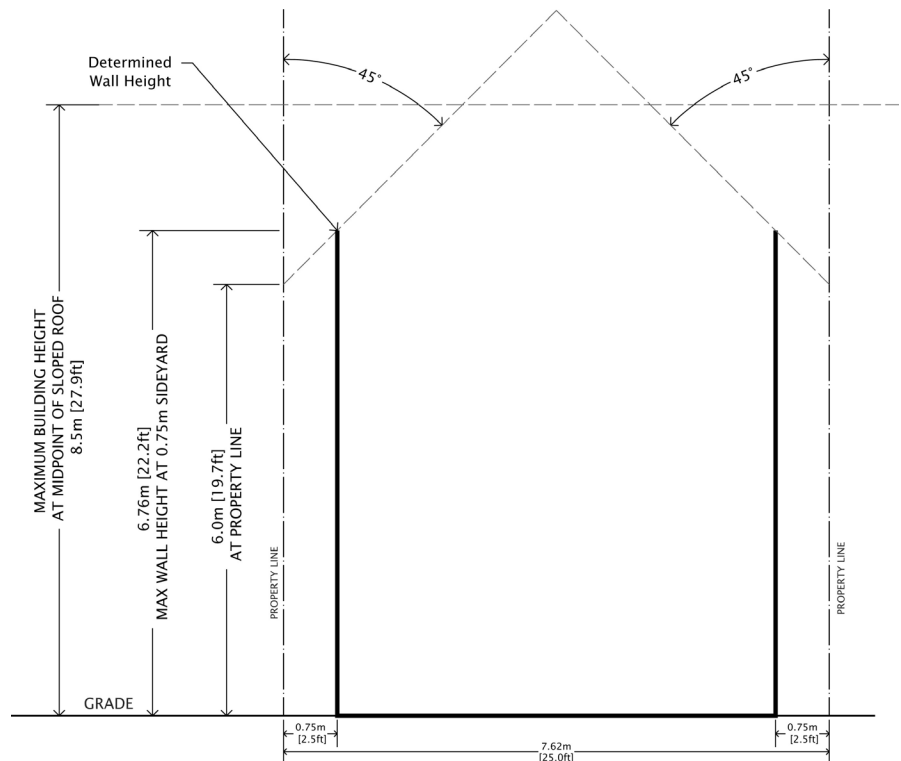 Determined
Wall Height
45°
45°
MAXIMUM BUILDING HEIGHT
AT MIDPOINT OF SLOPED ROOF
8.5m [27.9ft]
6.76m [22.2ft]
MAX WALL HEIGHT AT 0.75m SIDEYARD
6.0m [19.7ft]
AT PROPERTY LINE
PROPERTY LINE
PROPERTY LINE
GRADE
0.75m
[2.5ft]
7.62m
[25.0ft]
0.75m
[2.5ft]